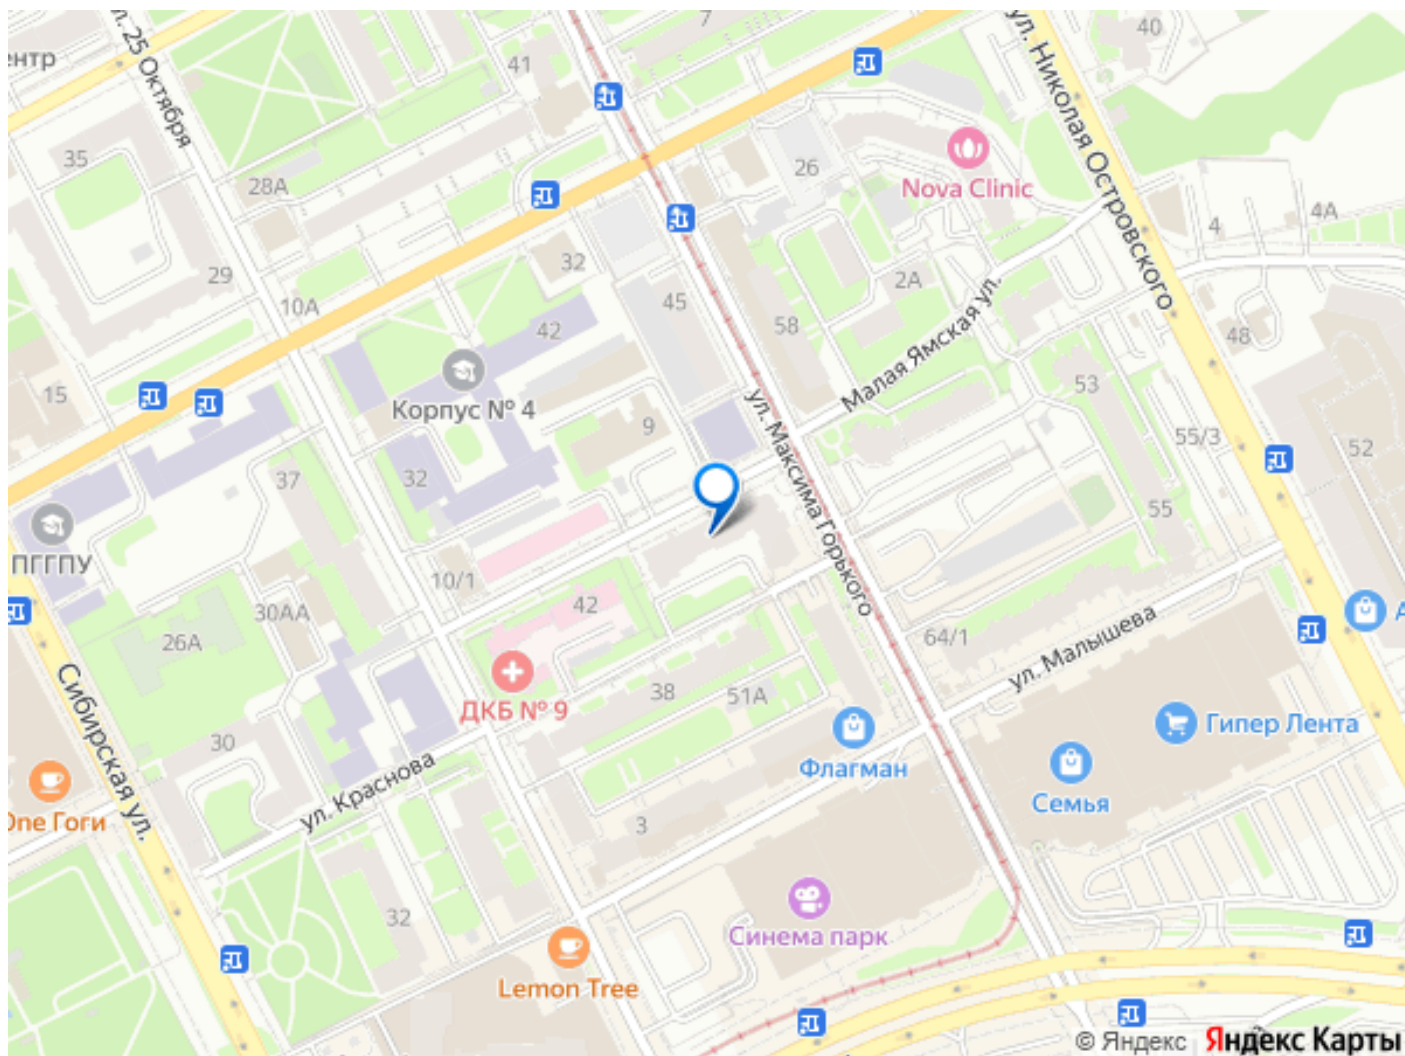 7
40
ул. Николая Островского
ентр
41
л. 25 Октября
35
26
28А
Nova Clinic
4
4А
32
29
2А
10А
45
42
58
48
Малая Ямская ул.
15
Корпус № 4
53
ул. Максима Горького
9
55/3
52
37
32
55
ПГГПУ
10/1
42
30АА
26А
64/1
ул. Малышева
А
Сибирская ул.
38
51А
ДКБ № 9
30
Гипер Лента
Флагман
Семья
ул. Краснова
One Гоги
3
32
Синема парк
Lemon Tree
© Яндекс
Яндекс Карты